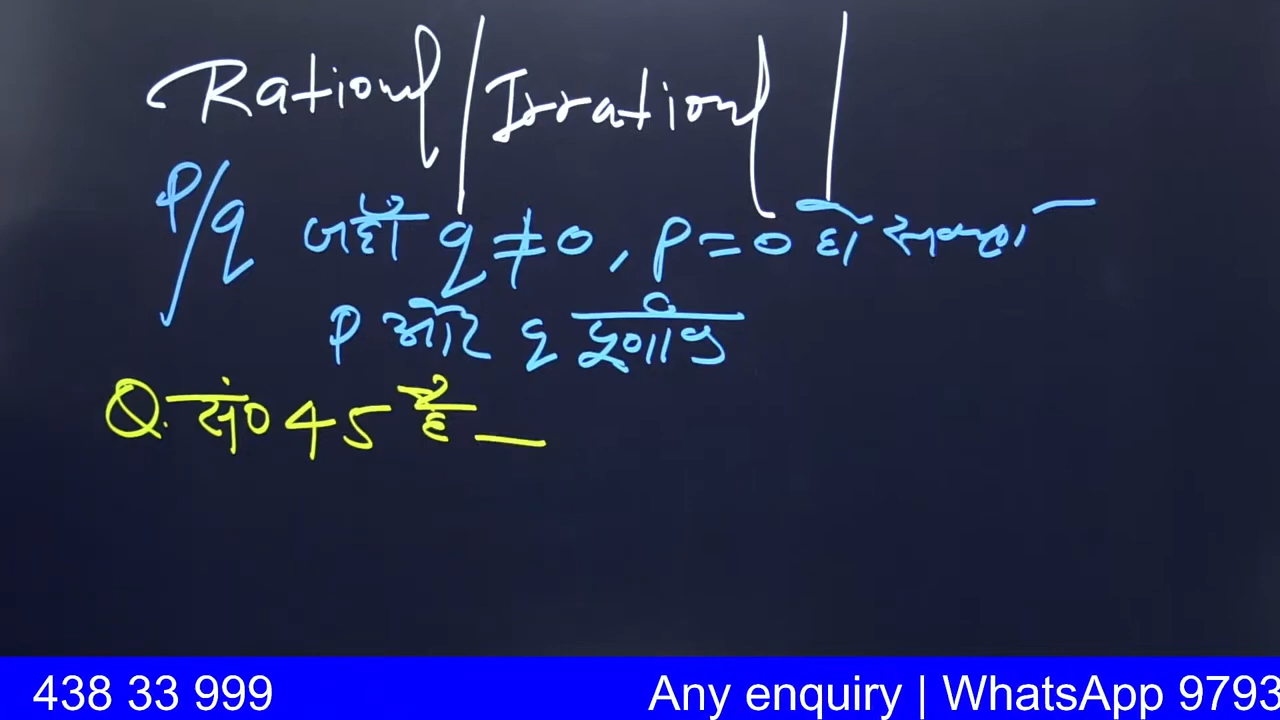 Rational / Irrational |
P/q जहाँ q ≠ 0, P = 0 हो सकता
P और q पूर्णांक
Q. सं० 45 है —
438 33 999 Any enquiry | WhatsApp 9793